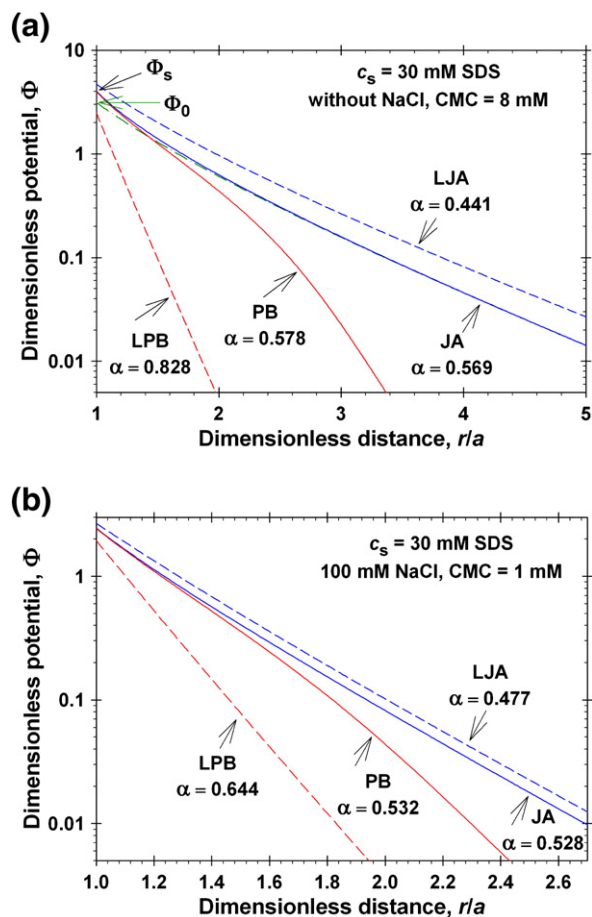 (a)
10
1
0.1
0.01
Dimensionless potential, Φ
Φs
Φ0
cs = 30 mM SDS
without NaCl, CMC = 8 mM
LJA
α = 0.441
PB
α = 0.578
LPB
α = 0.828
JA
α = 0.569
1 2 3 4 5
Dimensionless distance, r/a
(b)
1
0.1
0.01
Dimensionless potential, Φ
cs = 30 mM SDS
100 mM NaCl, CMC = 1 mM
LJA
α = 0.477
LPB
α = 0.644
PB
α = 0.532
JA
α = 0.528
1.0 1.2 1.4 1.6 1.8 2.0 2.2 2.4 2.6
Dimensionless distance, r/a